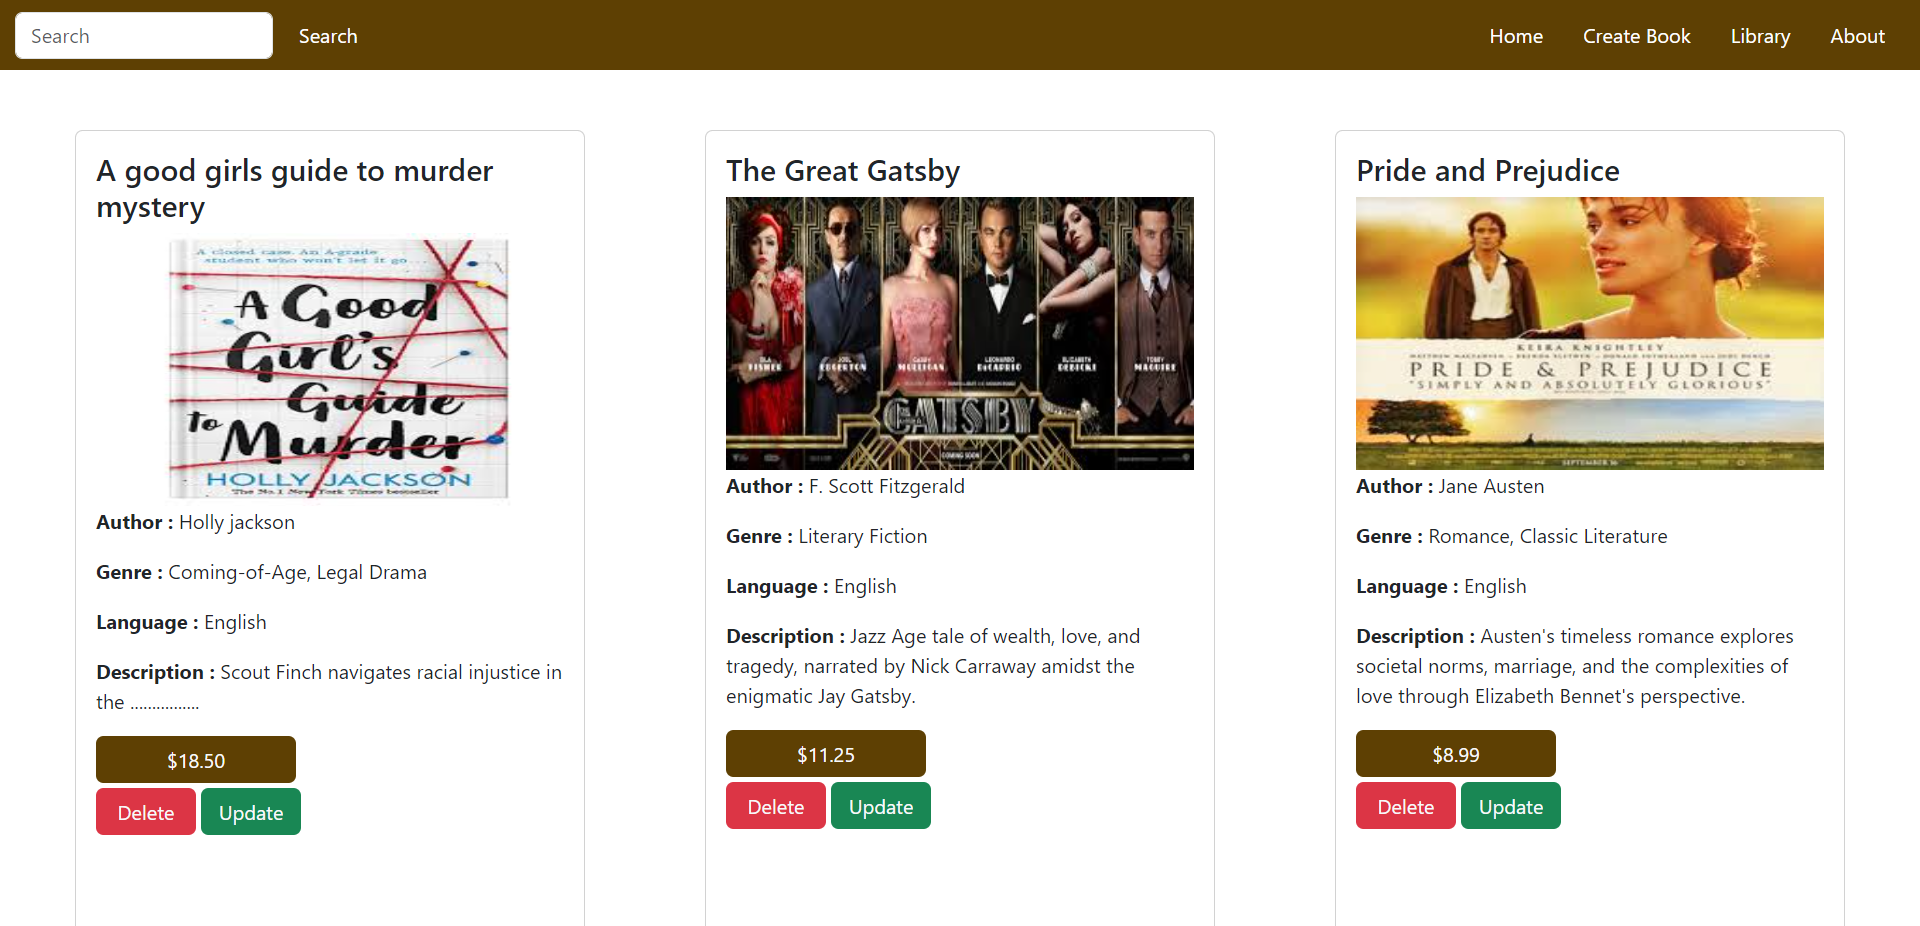 Search
Search
Home
Create Book
Library
About
A good girls guide to murder
mystery
A closed case. An A-grade
student who won't let it go...
A Good
Girl's
Guide
to
Murder
HOLLY JACKSON
The No.1 New York Times bestseller
Author : Holly jackson
Genre : Coming-of-Age, Legal Drama
Language : English
Description : Scout Finch navigates racial injustice in
the ................
$18.50
Delete
Update
The Great Gatsby
ISLA FISHER
JOEL EDGERTON
CAREY MULLIGAN
LEONARDO DiCAPRIO
ELIZABETH DEBICKI
TOBEY MAGUIRE
GATSBY
COMING SOON
Author : F. Scott Fitzgerald
Genre : Literary Fiction
Language : English
Description : Jazz Age tale of wealth, love, and
tragedy, narrated by Nick Carraway amidst the
enigmatic Jay Gatsby.
$11.25
Delete
Update
Pride and Prejudice
KEIRA KNIGHTLEY
PRIDE & PREJUDICE
"SIMPLY AND ABSOLUTELY GLORIOUS"
SEPTEMBER 16
Author : Jane Austen
Genre : Romance, Classic Literature
Language : English
Description : Austen's timeless romance explores
societal norms, marriage, and the complexities of
love through Elizabeth Bennet's perspective.
$8.99
Delete
Update